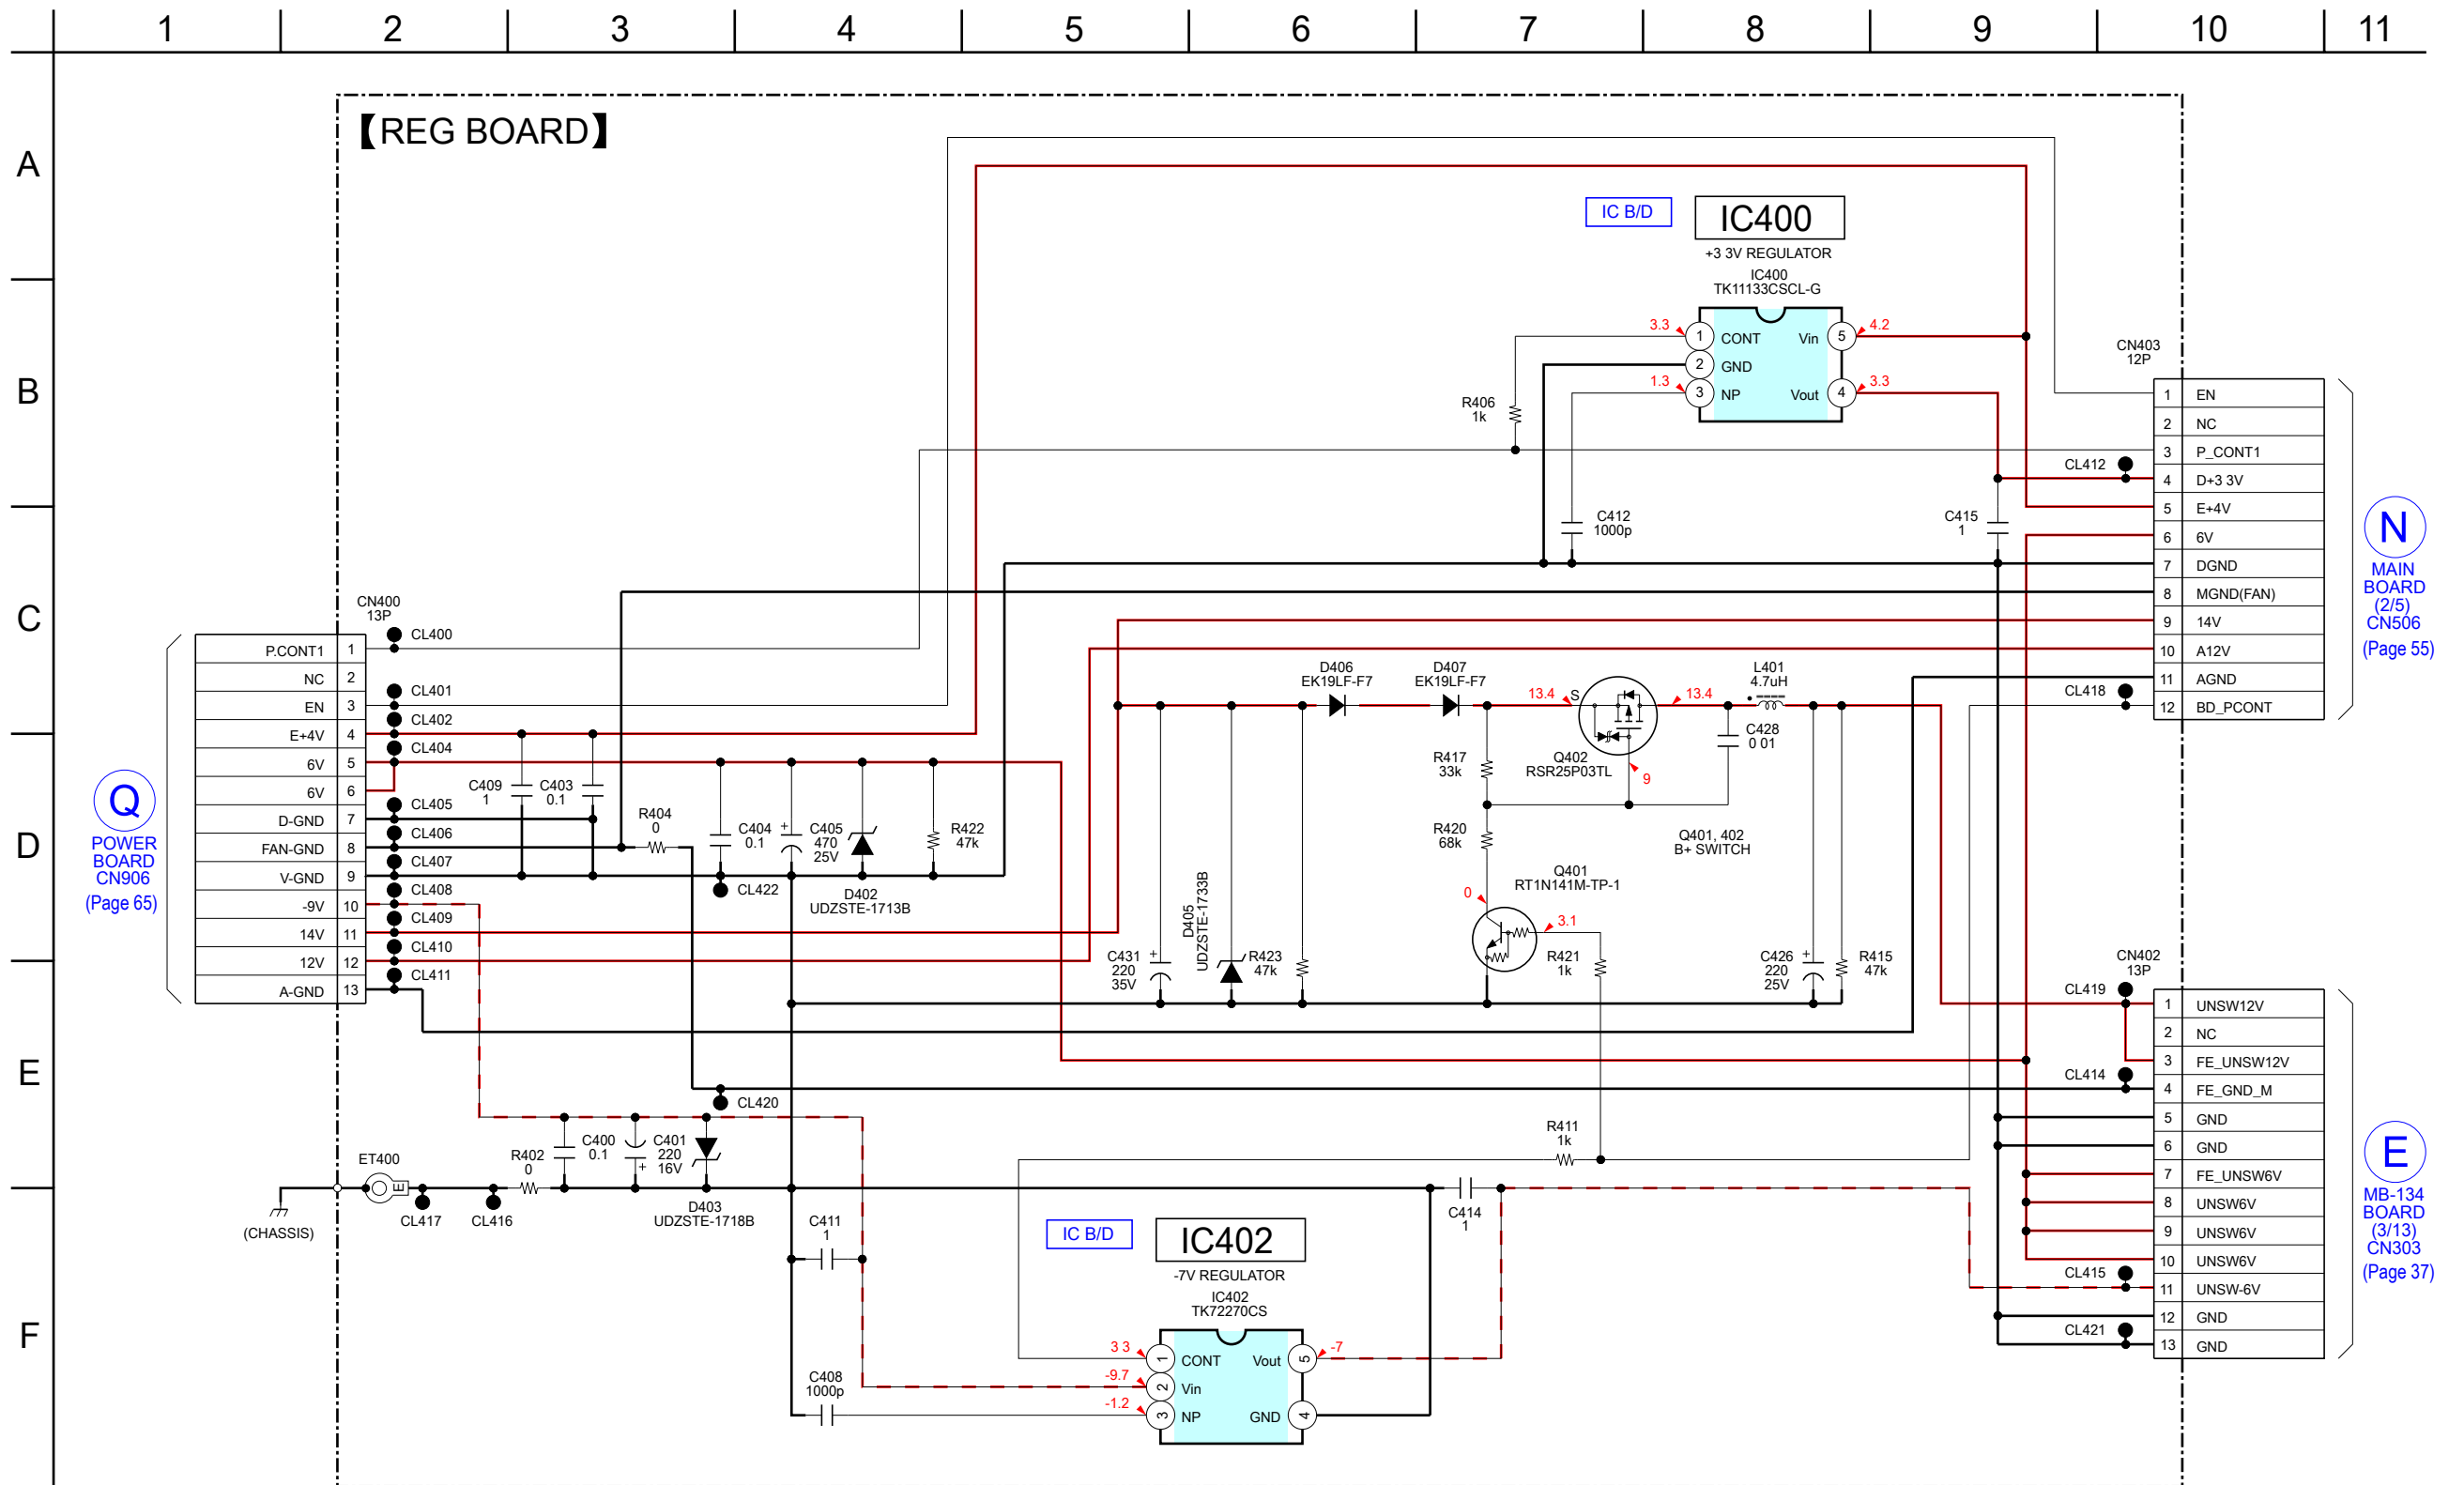 1 2 3 4 5 6 7 8 9 10 11
A
B
C
D
E
F
【REG BOARD】
IC B/D
IC400
+3 3V REGULATOR
IC400
TK11133CSCL-G
3.3
1
CONT
Vin
5
4.2
2
GND
1.3
3
NP
Vout
4
3.3
R406
1k
C412
1000p
C415
1
CL412
CL418
CN403
12P
1 EN
2 NC
3 P_CONT1
4 D+3 3V
5 E+4V
6 6V
7 DGND
8 MGND(FAN)
9 14V
10 A12V
11 AGND
12 BD_PCONT
N
MAIN
BOARD
(2/5)
CN506
(Page 55)
CN400
13P
P.CONT1 1
NC 2
EN 3
E+4V 4
6V 5
6V 6
D-GND 7
FAN-GND 8
V-GND 9
-9V 10
14V 11
12V 12
A-GND 13
Q
POWER
BOARD
CN906
(Page 65)
CL400
CL401
CL402
CL404
CL405
CL406
CL407
CL408
CL409
CL410
CL411
C409
1
C403
0.1
R404
0
C404
0.1
C405
470
25V
+
R422
47k
CL422
D402
UDZSTE-1713B
D406
EK19LF-F7
D407
EK19LF-F7
13.4
S
13.4
L401
4.7uH
C428
0 01
R417
33k
Q402
RSR25P03TL
9
R420
68k
Q401, 402
B+ SWITCH
Q401
RT1N141M-TP-1
0
3.1
D405
UDZSTE-1733B
C431
220
35V
+
R423
47k
R421
1k
C426
220
25V
+
R415
47k
CN402
13P
CL419
CL414
CL415
CL421
1 UNSW12V
2 NC
3 FE_UNSW12V
4 FE_GND_M
5 GND
6 GND
7 FE_UNSW6V
8 UNSW6V
9 UNSW6V
10 UNSW6V
11 UNSW-6V
12 GND
13 GND
E
MB-134
BOARD
(3/13)
CN303
(Page 37)
CL420
R411
1k
ET400
E
R402
0
C400
0.1
C401
220
16V
+
(CHASSIS)
CL417
CL416
D403
UDZSTE-1718B
C411
1
C414
1
IC B/D
IC402
-7V REGULATOR
IC402
TK72270CS
3 3
1
CONT
Vout
5
-7
-9.7
2
Vin
-1.2
3
NP
GND
4
C408
1000p